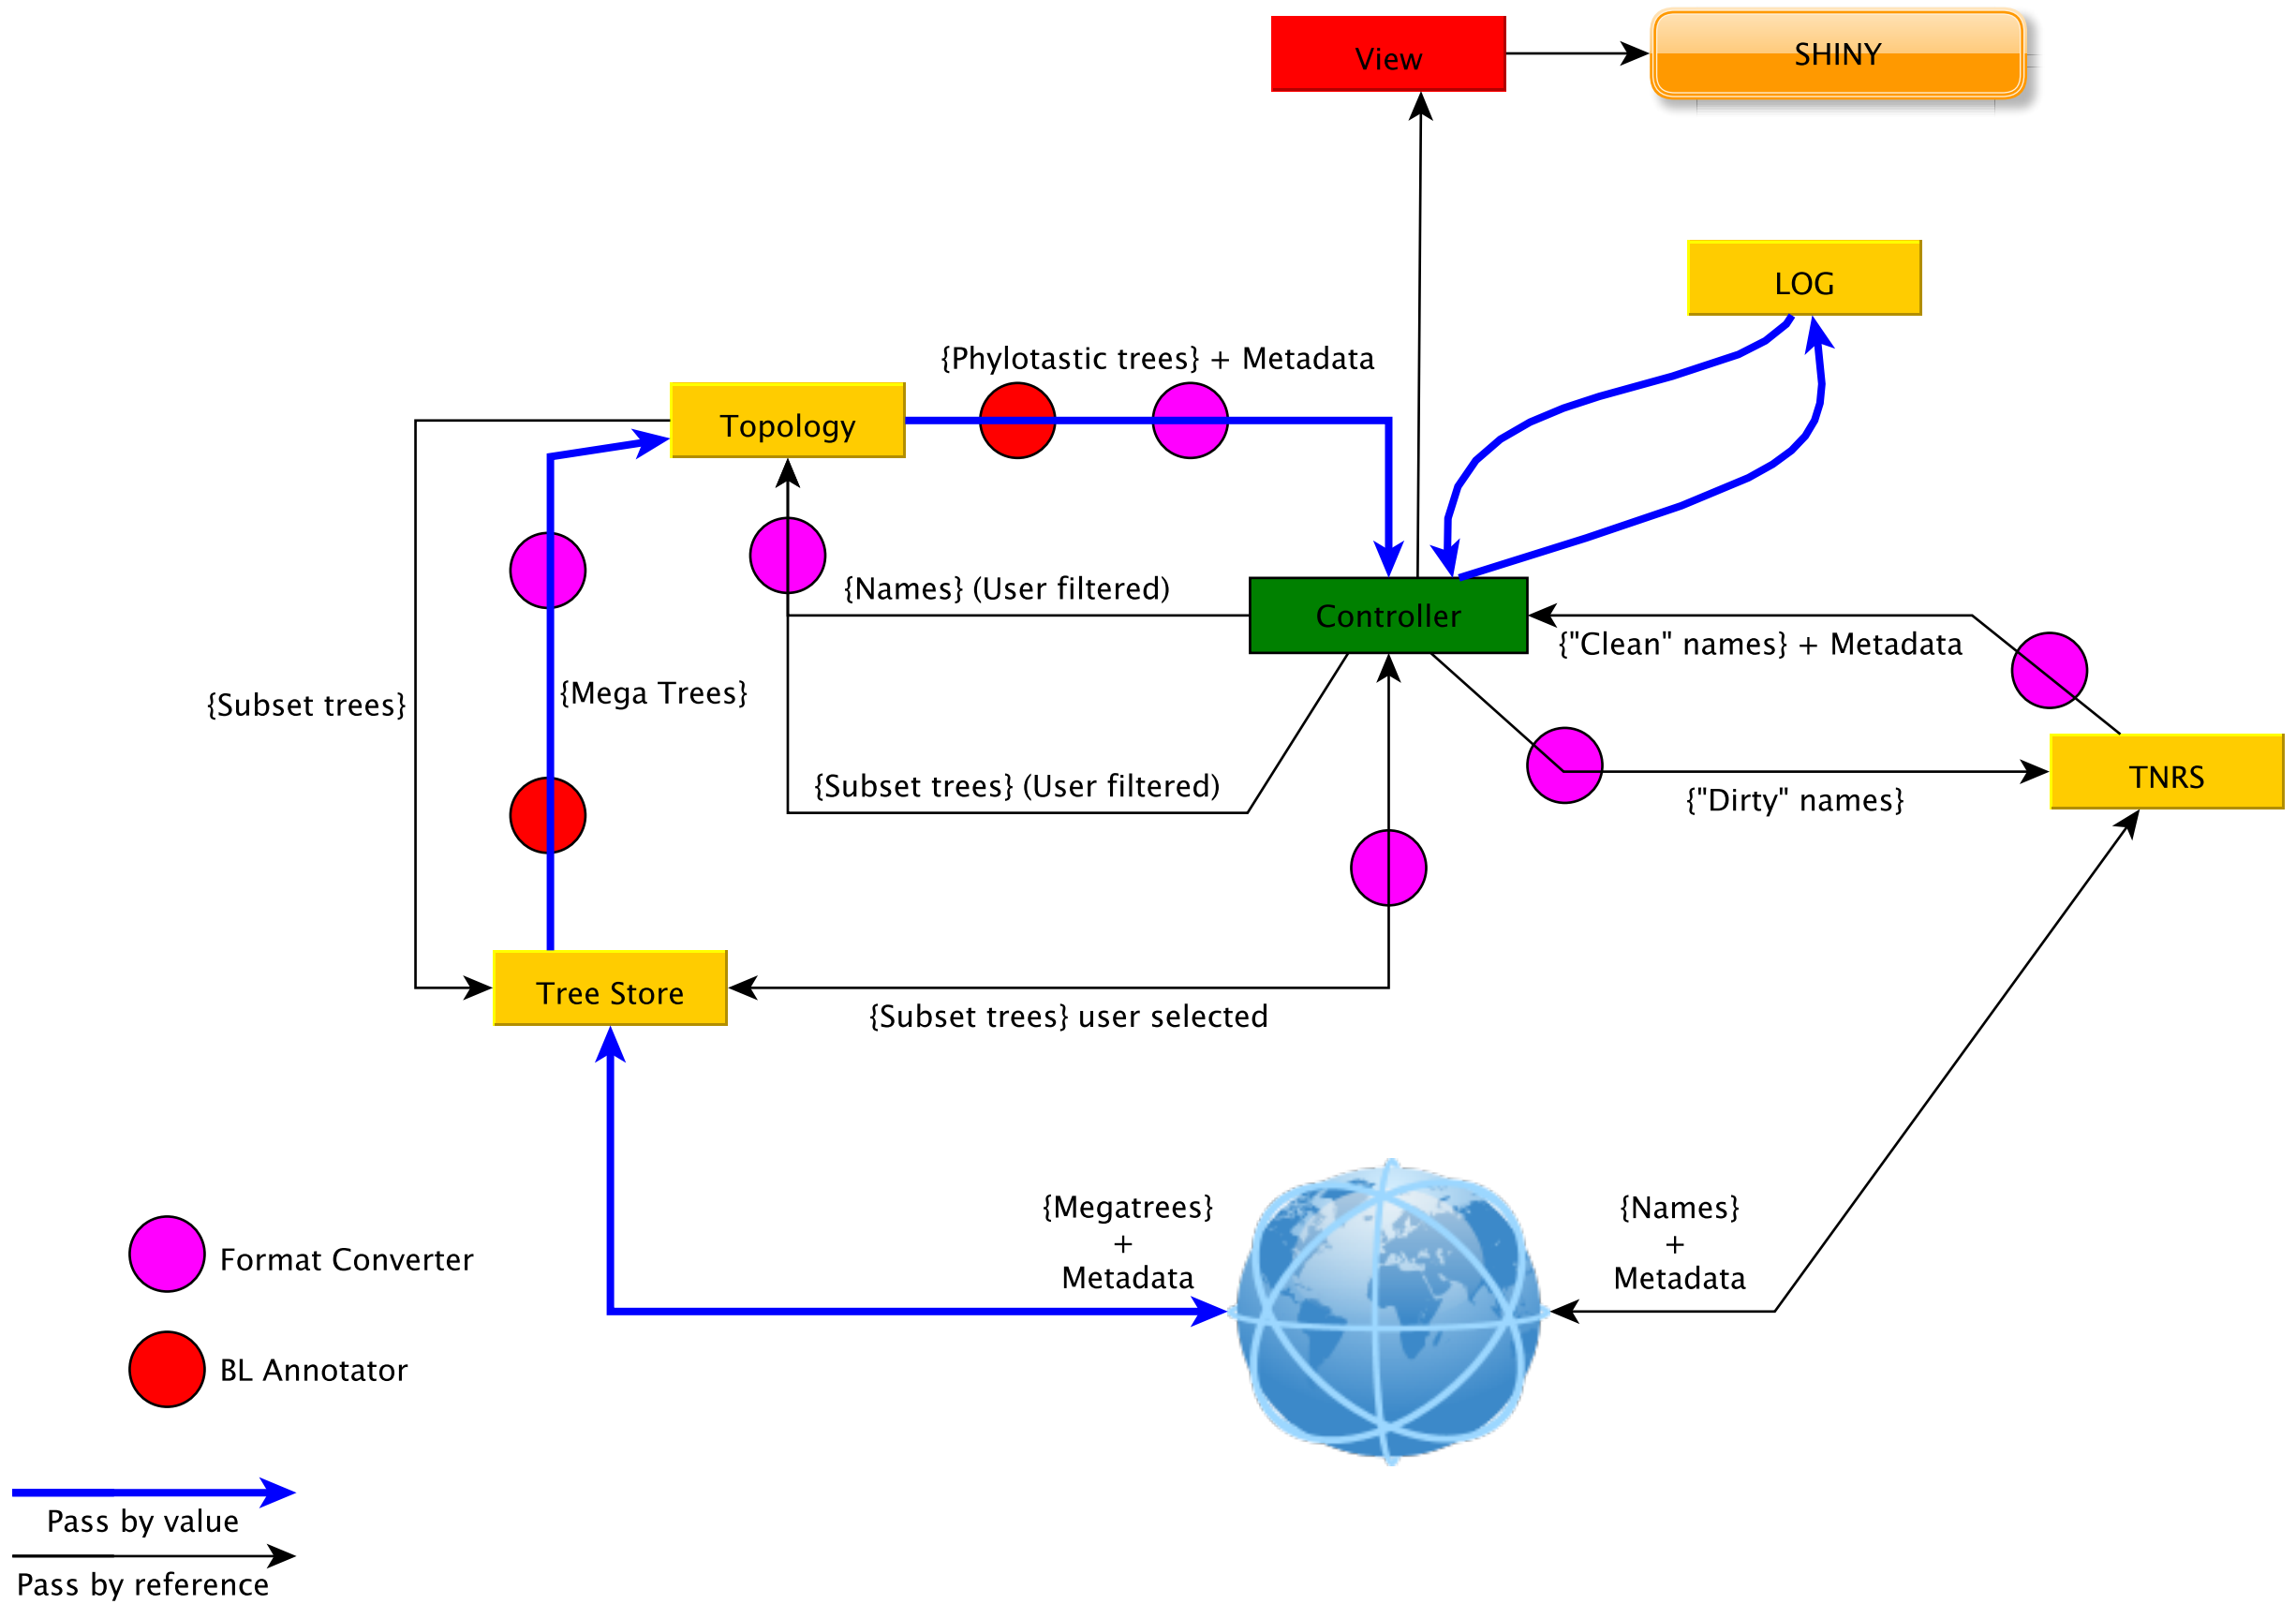 View
SHINY
LOG
{Phylotastic trees} + Metadata
Topology
{Names} (User filtered)
Controller
{"Clean" names} + Metadata
{Subset trees}
{Mega Trees}
{Subset trees} (User filtered)
{"Dirty" names}
TNRS
Tree Store
{Subset trees} user selected
{Megatrees}
+
Metadata
{Names}
+
Metadata
Format Converter
BL Annotator
Pass by value
Pass by reference